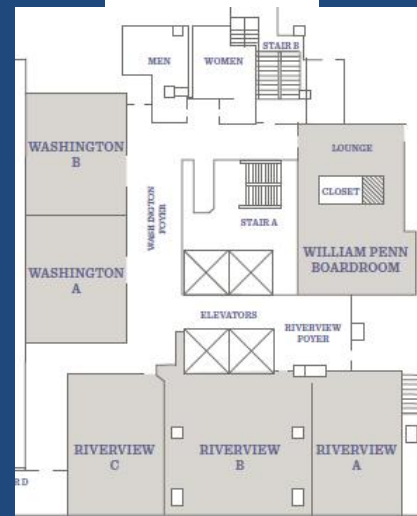 STAIR B
MEN
WOMEN
WASHINGTON
B
LOUNGE
CLOSET
WASHINGTON
FOYER
STAIR A
WILLIAM PENN
BOARDROOM
WASHINGTON
A
ELEVATORS
RIVERVIEW
FOYER
RIVERVIEW
C
RIVERVIEW
B
RIVERVIEW
A
R D